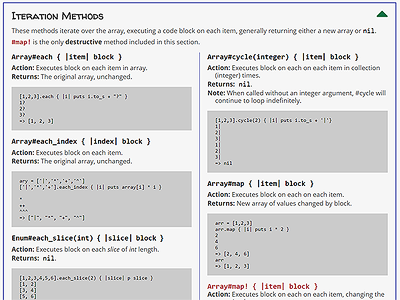 Iteration Methods
These methods iterate over the array, executing a code block on each item, generally returning either a new array or nil.
#map! is the only destructive method included in this section.
Array#each { |item| block }
Action: Executes block on each item in array.
Returns: The original array, unchanged.
[1,2,3].each { |i| puts i.to_s + "?" }
1?
2?
3?
=> [1, 2, 3]
Array#each_index { |index| block }
Action: Executes block on each item.
Returns: The original array, unchanged.
=> ["|", "*", "+", "^"]
Enum#each_slice(int) { |slice| block }
Action: Executes block on each slice of int length.
Returns: nil.
[1,2,3,4,5,6].each_slice(2) { |slice| p slice }
[1, 2]
[3, 4]
[5, 6]
Array#cycle(integer) { |item| block }
Action: Executes block on each on each item in collection
(integer) times.
Returns: nil.
Note: When called without an integer argument, #cycle will
continue to loop indefinitely.
[1,2,3].cycle(2) { |i| puts i.to_s + '|'}
1|
2|
3|
1|
2|
3|
=> nil
Array#map { |item| block }
Action: Executes block on each on each item.
Returns: New array of values changed by block.
arr = [1,2,3]
arr.map { |i| puts i * 2 }
2
4
6
=> [2, 4, 6]
arr
=> [1, 2, 3]
Array#map! { |item| block }
Action: Executes block on each on each item, changing the